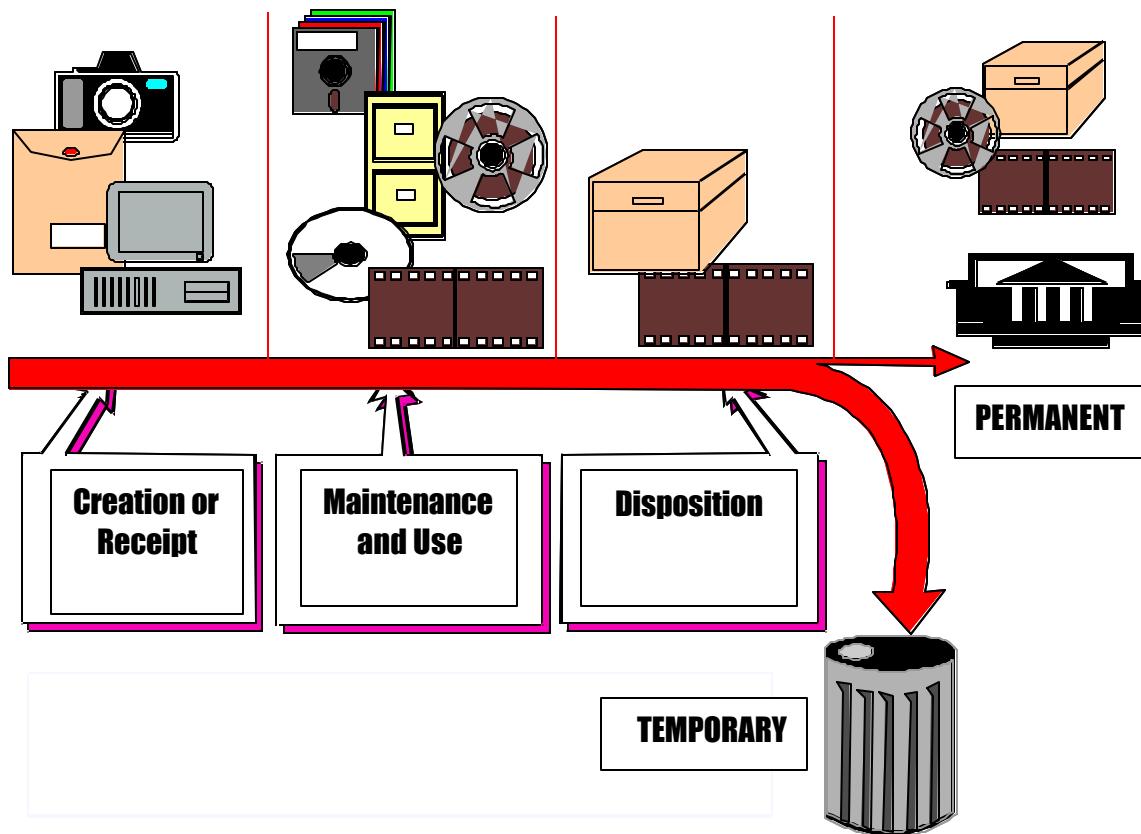 PERMANENT
Creation or
Receipt
Maintenance
and Use
Disposition
TEMPORARY